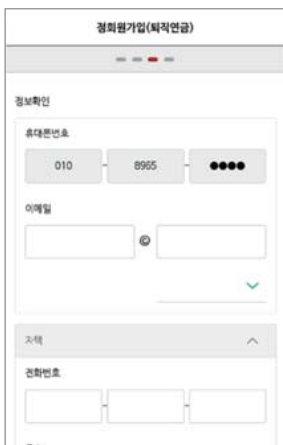 정회원가입(퇴직연금)
정보확인
휴대폰번호
010 - 8965 - ●●●●
이메일
@
자택
전화번호
- -